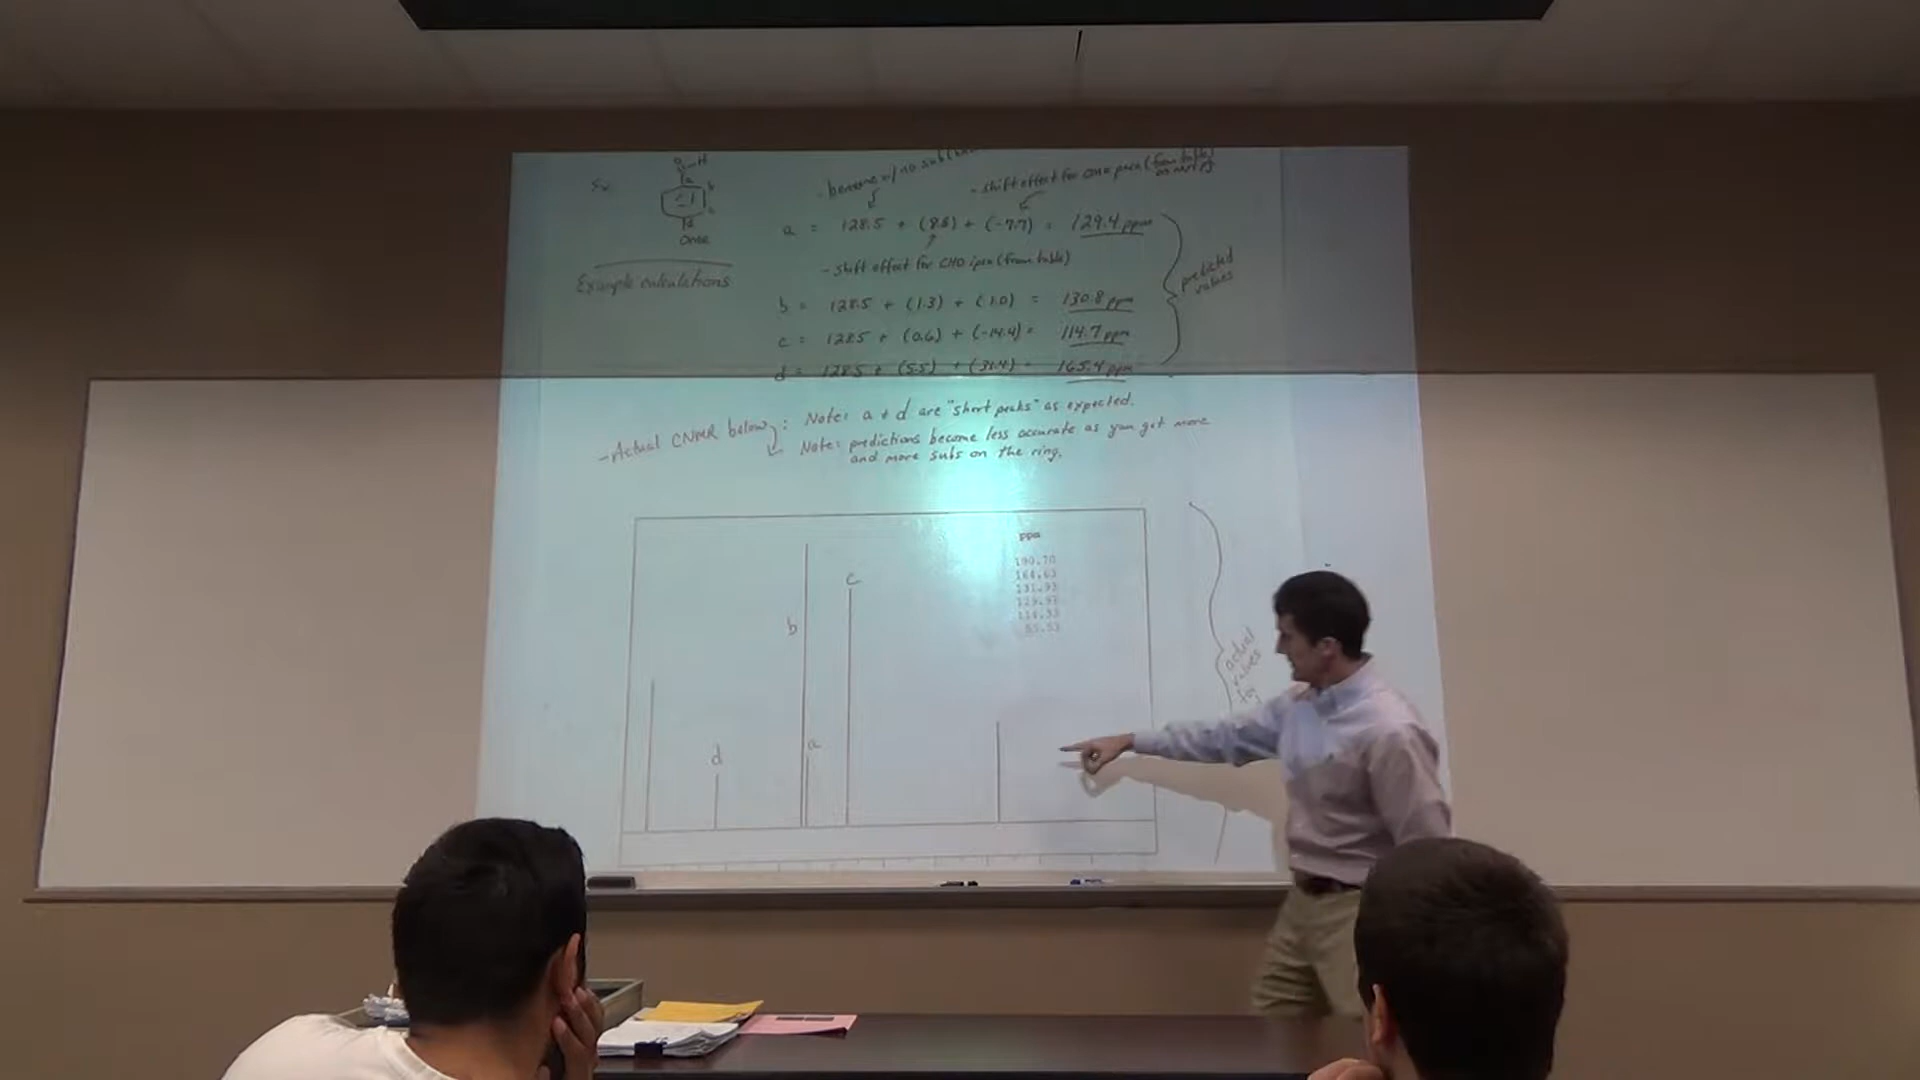 Ex:
O
H
a
b
c
d
OMe
- benzene w/ no
- shift effect for OMe para (from table)
a = 128.5 + (8.6) + (-7.7) = 129.4 ppm
- shift effect for CHO ipso (from table)
Example calculations
predicted values
b = 128.5 + (1.3) + (1.0) = 130.8 ppm
c = 128.5 + (0.6) + (-14.4) = 114.7 ppm
d = 128.5 + (5.5) + (31.4) = 165.4 ppm
- Actual CNMR below: Note: a + d are "short peaks" as expected.
Note: predictions become less accurate as you get more
and more subs on the ring.
ppm
190.70
164.63
131.93
129.97
114.33
55.53
c
b
d
a
actual
values
for